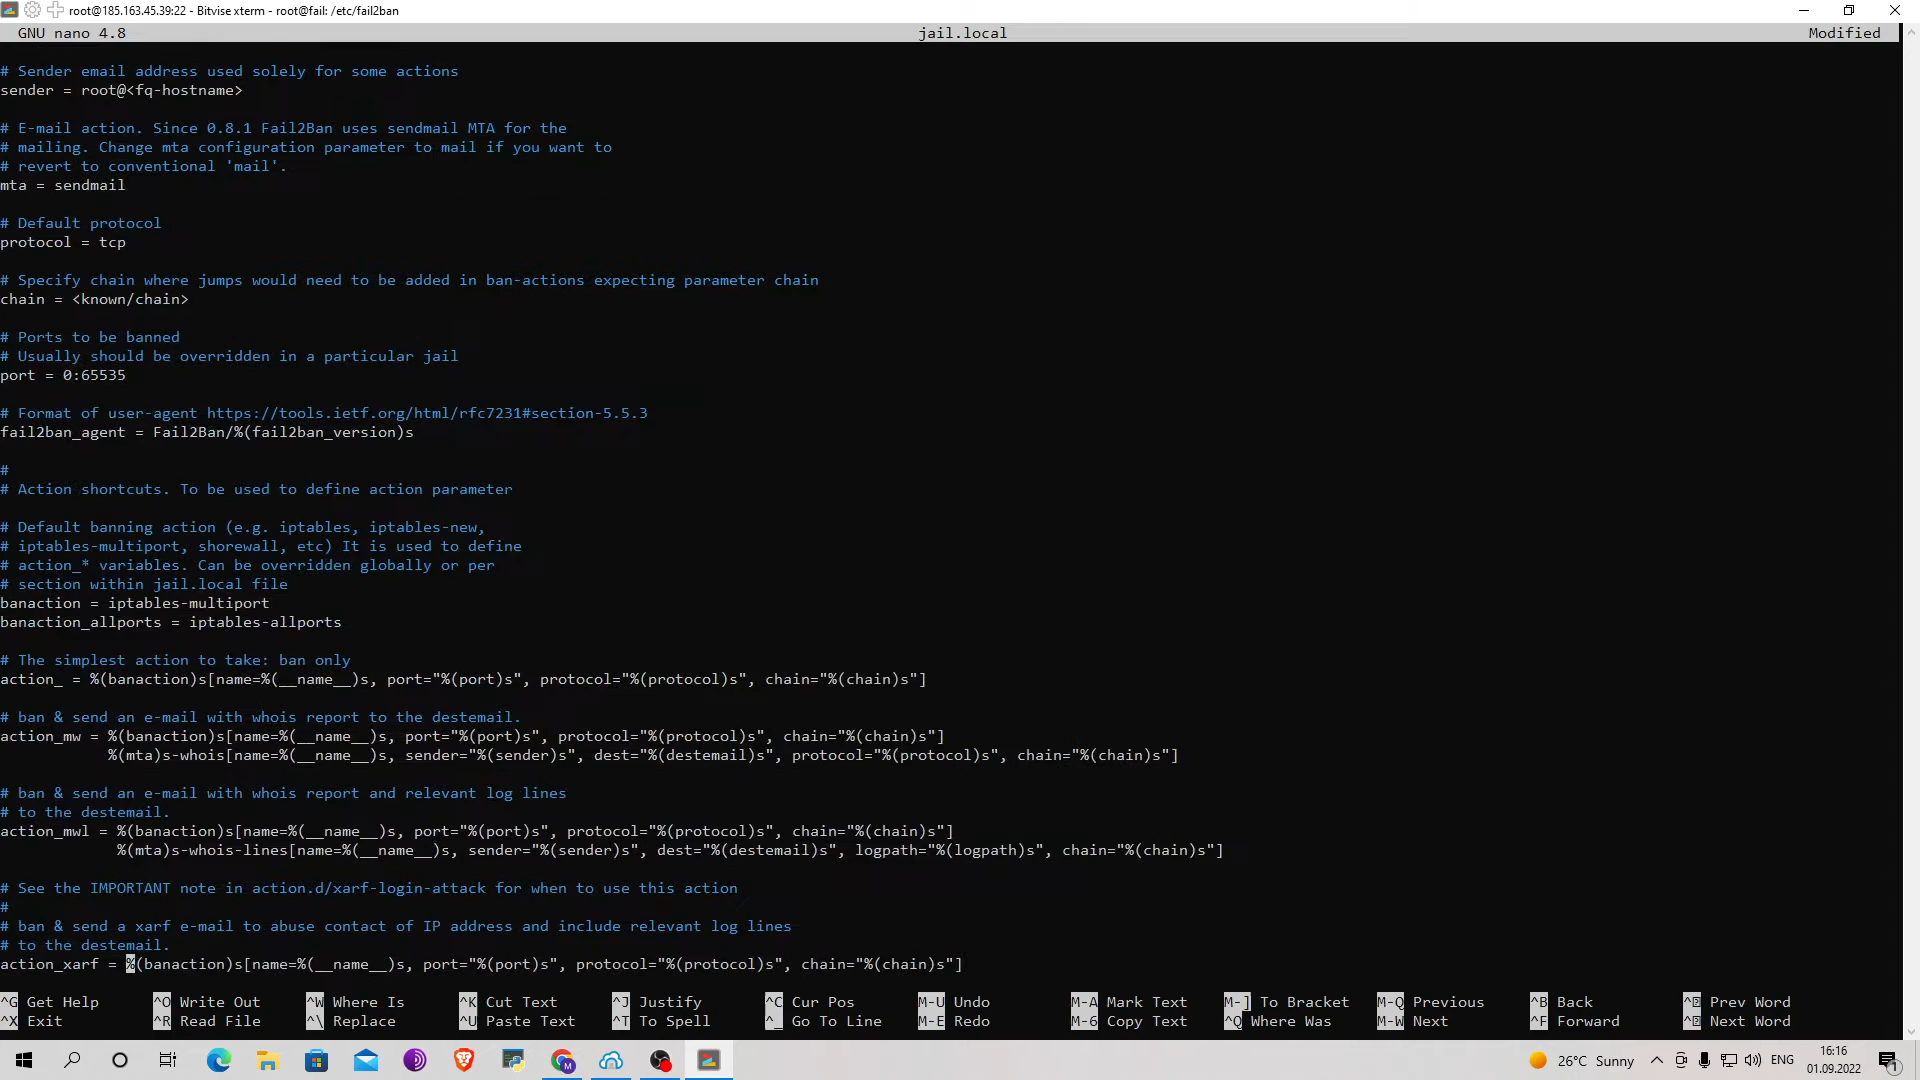 root@185.163.45.39:22 - Bitvise xterm - root@fail: /etc/fail2ban
GNU nano 4.8 jail.local Modified
# Sender email address used solely for some actions
sender = root@<fq-hostname>
# E-mail action. Since 0.8.1 Fail2Ban uses sendmail MTA for the
# mailing. Change mta configuration parameter to mail if you want to
# revert to conventional 'mail'.
mta = sendmail
# Default protocol
protocol = tcp
# Specify chain where jumps would need to be added in ban-actions expecting parameter chain
chain = <known/chain>
# Ports to be banned
# Usually should be overridden in a particular jail
port = 0:65535
# Format of user-agent https://tools.ietf.org/html/rfc7231#section-5.5.3
fail2ban_agent = Fail2Ban/%(fail2ban_version)s
#
# Action shortcuts. To be used to define action parameter
# Default banning action (e.g. iptables, iptables-new,
# iptables-multiport, shorewall, etc) It is used to define
# action_* variables. Can be overridden globally or per
# section within jail.local file
banaction = iptables-multiport
banaction_allports = iptables-allports
# The simplest action to take: ban only
action_ = %(banaction)s[name=%(__name__)s, port="%(port)s", protocol="%(protocol)s", chain="%(chain)s"]
# ban & send an e-mail with whois report to the destemail.
action_mw = %(banaction)s[name=%(__name__)s, port="%(port)s", protocol="%(protocol)s", chain="%(chain)s"]
%(mta)s-whois[name=%(__name__)s, sender="%(sender)s", dest="%(destemail)s", protocol="%(protocol)s", chain="%(chain)s"]
# ban & send an e-mail with whois report and relevant log lines
# to the destemail.
action_mwl = %(banaction)s[name=%(__name__)s, port="%(port)s", protocol="%(protocol)s", chain="%(chain)s"]
%(mta)s-whois-lines[name=%(__name__)s, sender="%(sender)s", dest="%(destemail)s", logpath="%(logpath)s", chain="%(chain)s"]
# See the IMPORTANT note in action.d/xarf-login-attack for when to use this action
#
# ban & send a xarf e-mail to abuse contact of IP address and include relevant log lines
# to the destemail.
action_xarf = %(banaction)s[name=%(__name__)s, port="%(port)s", protocol="%(protocol)s", chain="%(chain)s"]
^G Get Help ^O Write Out ^W Where Is ^K Cut Text ^J Justify ^C Cur Pos M-U Undo M-A Mark Text M-] To Bracket M-Q Previous ^B Back Prev Word
^X Exit ^R Read File ^\ Replace ^U Paste Text ^T To Spell ^_ Go To Line M-E Redo M-6 Copy Text ^Q Where Was M-W Next ^F Forward Next Word
26°C Sunny ENG 16:16
01.09.2022